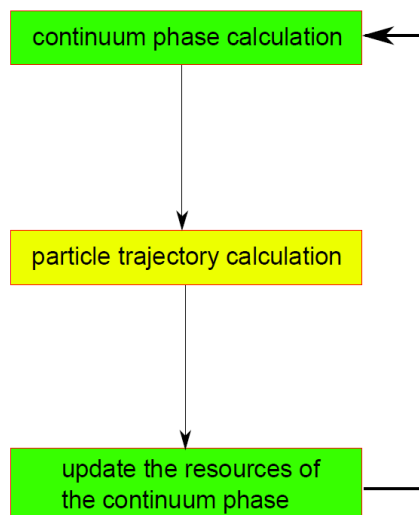 continuum phase calculation
particle trajectory calculation
update the resources of
the continuum phase